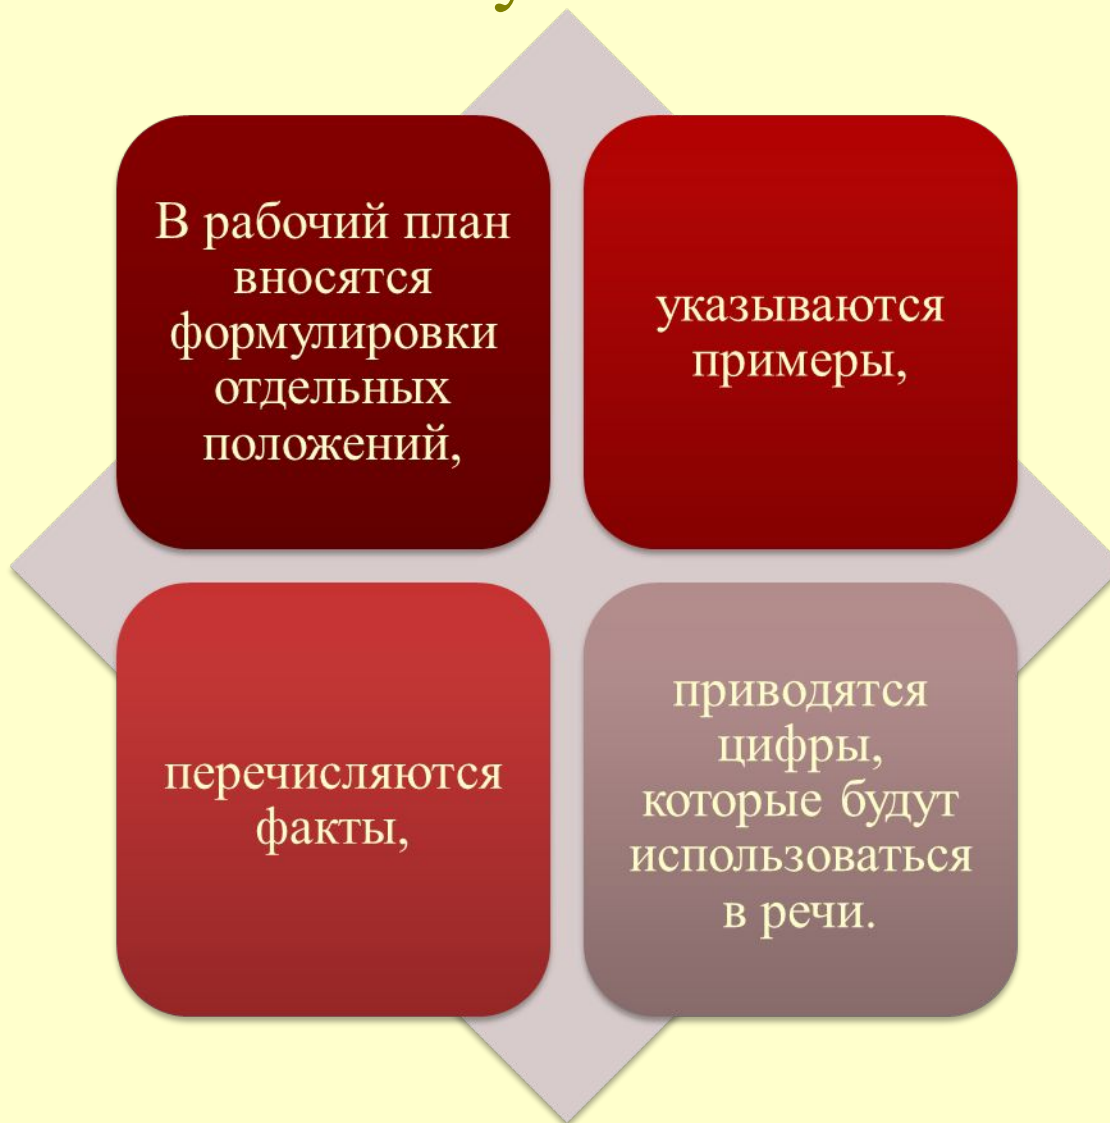 В рабочий план
вносятся
формулировки
отдельных
положений,
указываются
примеры,
перечисляются
факты,
приводятся
цифры,
которые будут
использоваться
в речи.